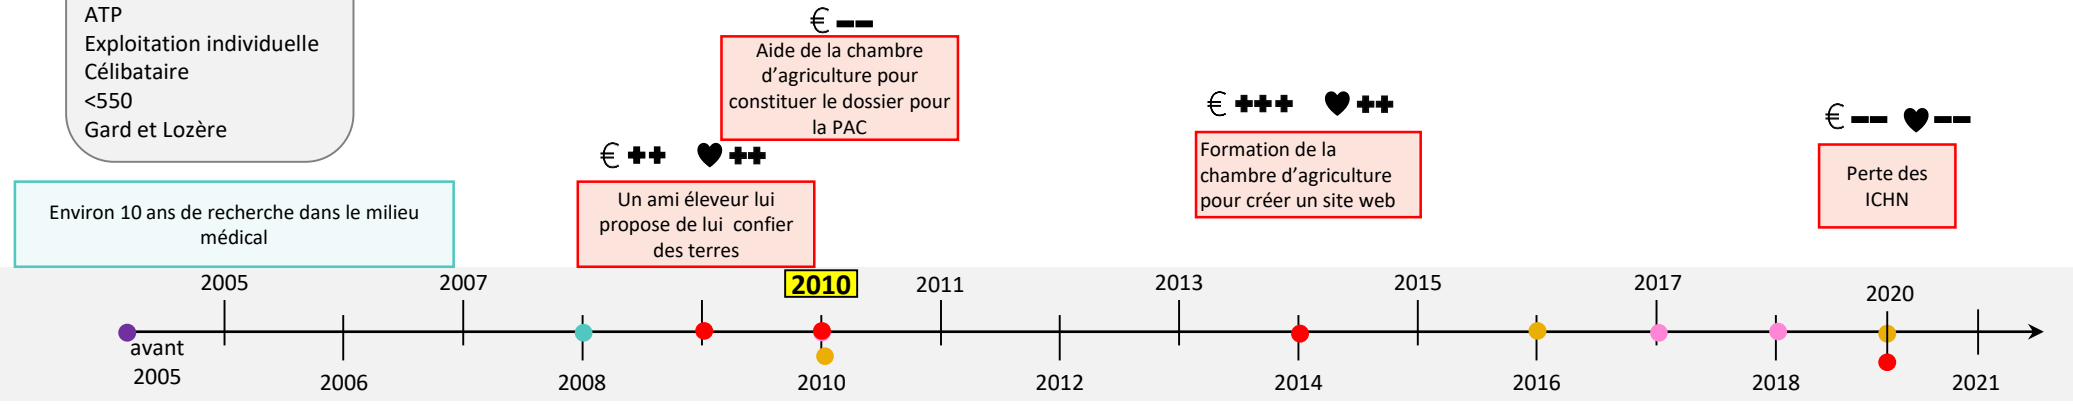 ATP
Exploitation individuelle
Célibataire
<550
Gard et Lozère
€ --
Aide de la chambre
d’agriculture pour
constituer le dossier pour
la PAC
€ +++ ♥ ++
Formation de la
chambre d’agriculture
pour créer un site web
€ -- ♥ --
Perte des
ICHN
€ ++ ♥ ++
Un ami éleveur lui
propose de lui confier
des terres
Environ 10 ans de recherche dans le milieu
médical
2005
2007
2010
2011
2013
2015
2017
2020
avant
2005
2006
2008
2010
2012
2014
2016
2018
2021